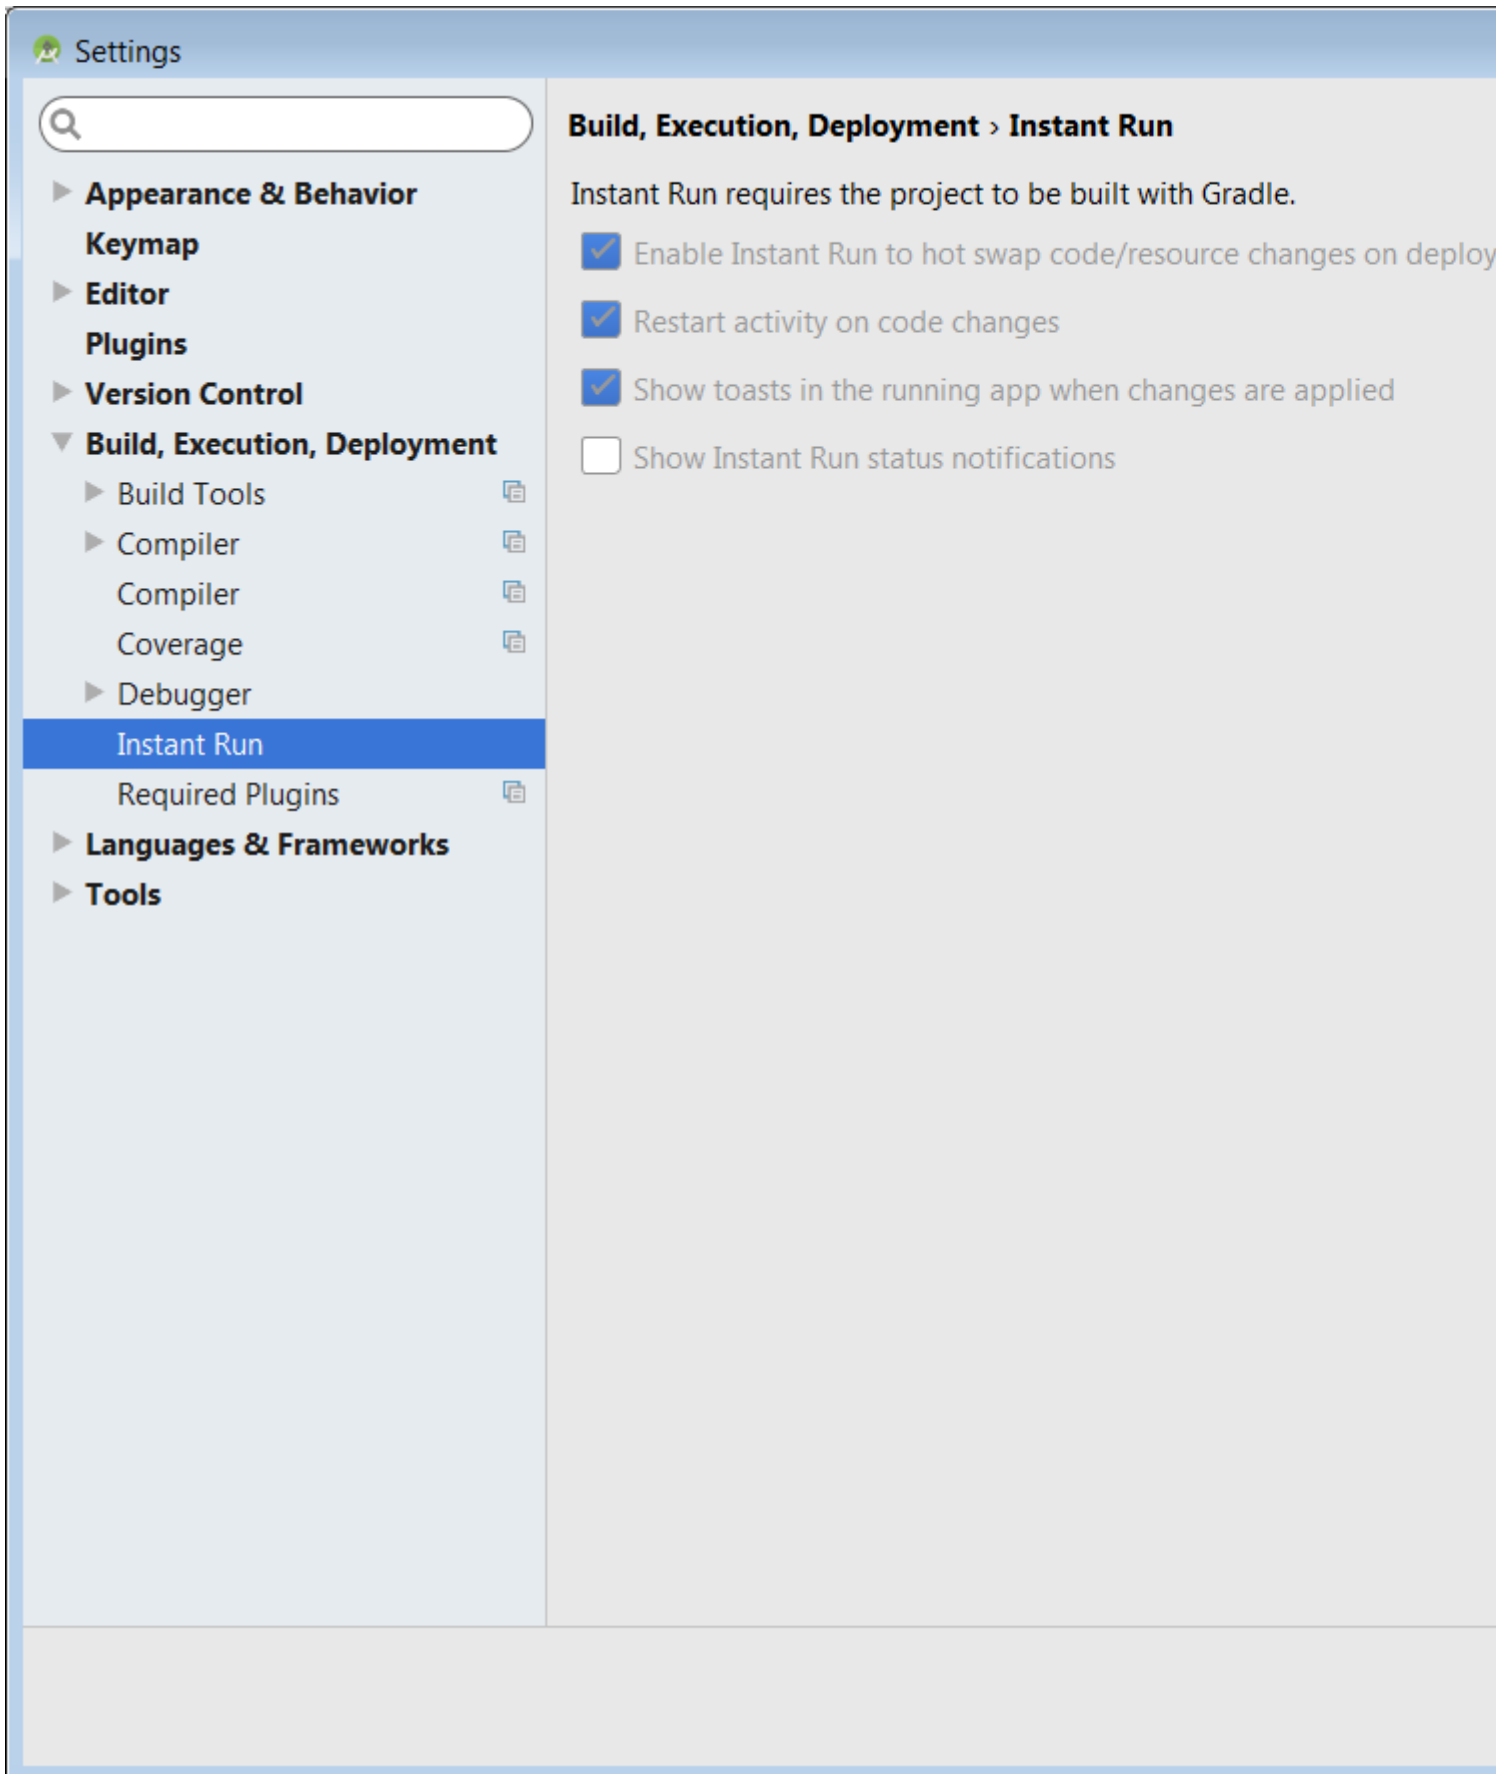 Settings
Appearance & Behavior
Keymap
Editor
Plugins
Version Control
Build, Execution, Deployment
Build Tools
Compiler
Compiler
Coverage
Debugger
Instant Run
Required Plugins
Languages & Frameworks
Tools
Build, Execution, Deployment › Instant Run
Instant Run requires the project to be built with Gradle.
Enable Instant Run to hot swap code/resource changes on deploy
Restart activity on code changes
Show toasts in the running app when changes are applied
Show Instant Run status notifications